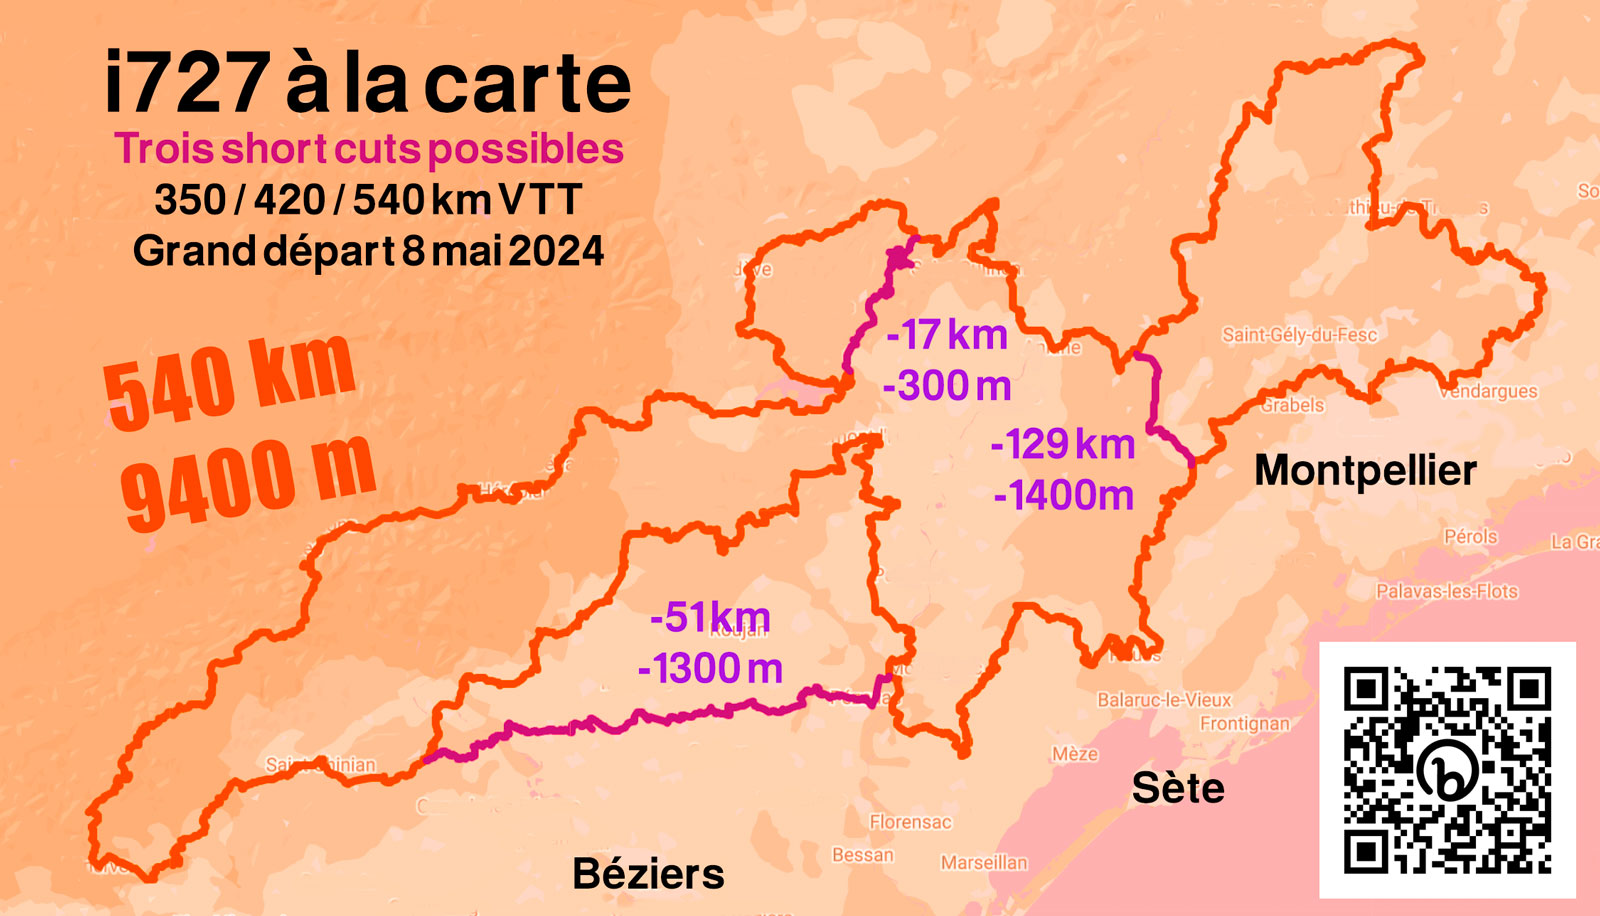 i727 à la carte
Trois short cuts possibles
350 / 420 / 540 km VTT
Grand départ 8 mai 2024
540 km
9400 m
-17 km
-300 m
Saint-Gély-du-Fesc
Vendargues
Grabels
-129 km
-1400m
Montpellier
Pérols
La Gra
Palavas-les-Flots
-51km
-1300 m
Roujan
Balaruc-le-Vieux
Frontignan
Mèze
Saint-Chinian
Sète
Florensac
Bessan
Marseillan
Béziers
b